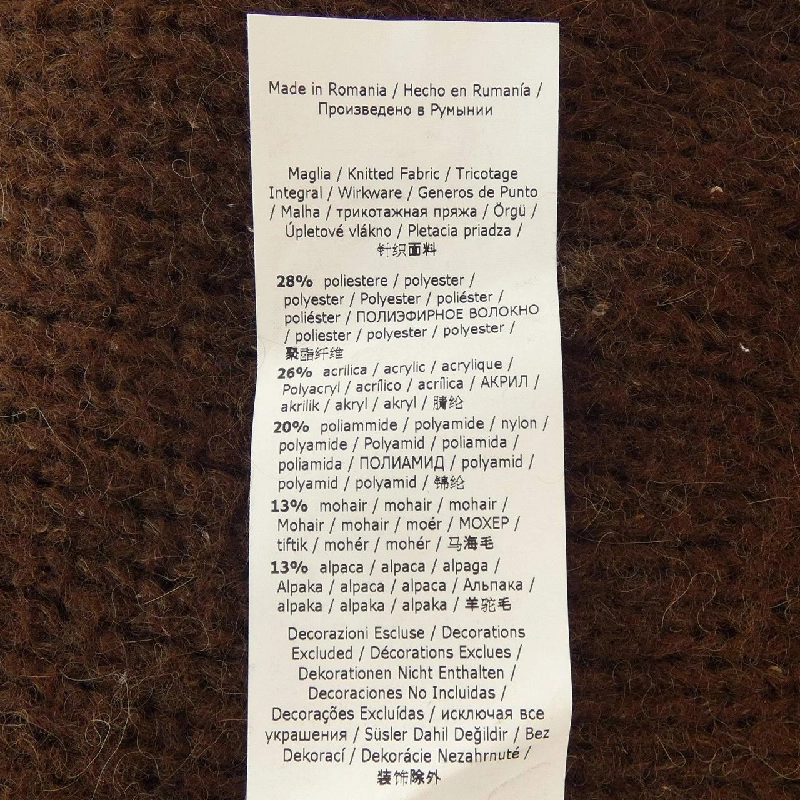 Made in Romania / Hecho en Rumanía /
Произведено в Румынии
Maglia / Knitted Fabric / Tricotage
Integral / Wirkware / Generos de Punto
/ Malha / трикотажная пряжа / Örgü /
Úpletové vlákno / Pletacia priadza /
针织面料
28% poliestere / polyester /
polyester / Polyester / poliéster /
poliéster / ПОЛИЭФИРНОЕ ВОЛОКНО
/ poliester / polyester / polyester /
聚酯纤维
26% acrilica / acrylic / acrylique /
Polyacryl / acrílico / acrílica / АКРИЛ /
akrilik / akryl / akryl / 腈纶
20% poliammide / polyamide / nylon /
polyamide / Polyamid / poliamida /
poliamida / ПОЛИАМИД / polyamid /
polyamid / polyamid / 锦纶
13% mohair / mohair / mohair /
Mohair / mohair / moér / МОХЕР /
tiftik / mohér / mohér / 马海毛
13% alpaca / alpaca / alpaga /
Alpaka / alpaca / alpaca / Альпака /
alpaka / alpaka / alpaka / 羊驼毛
Decorazioni Escluse / Decorations
Excluded / Décorations Exclues /
Dekorationen Nicht Enthalten /
Decoraciones No Incluidas /
Decorações Excluídas / исключая все
украшения / Süsler Dahil Değildir / Bez
Dekorací / Dekorácie Nezahrnuté /
装饰除外